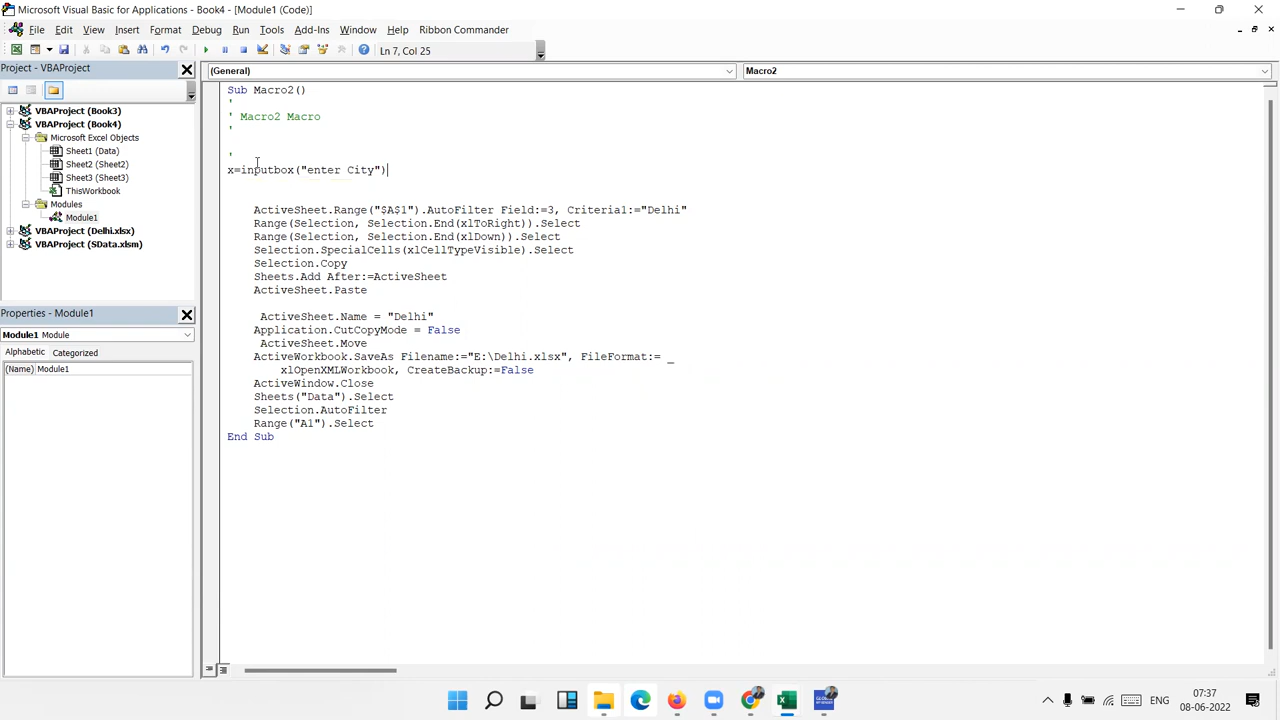 Microsoft Visual Basic for Applications - Book4 - [Module1 (Code)]
File Edit View Insert Format Debug Run Tools Add-Ins Window Help Ribbon Commander
Ln 7, Col 25
Project - VBAProject
(General) Macro2
VBAProject (Book3)
VBAProject (Book4)
Microsoft Excel Objects
Sheet1 (Data)
Sheet2 (Sheet2)
Sheet3 (Sheet3)
ThisWorkbook
Modules
Module1
VBAProject (Delhi.xlsx)
VBAProject (SData.xlsm)
Properties - Module1
Module1 Module
Alphabetic Categorized
(Name) Module1
Sub Macro2()
'
' Macro2 Macro
'
'
x=inputbox("enter City")
ActiveSheet.Range("$A$1").AutoFilter Field:=3, Criteria1:="Delhi"
Range(Selection, Selection.End(xlToRight)).Select
Range(Selection, Selection.End(xlDown)).Select
Selection.SpecialCells(xlCellTypeVisible).Select
Selection.Copy
Sheets.Add After:=ActiveSheet
ActiveSheet.Paste
ActiveSheet.Name = "Delhi"
Application.CutCopyMode = False
ActiveSheet.Move
ActiveWorkbook.SaveAs Filename:="E:\Delhi.xlsx", FileFormat:= _
xlOpenXMLWorkbook, CreateBackup:=False
ActiveWindow.Close
Sheets("Data").Select
Selection.AutoFilter
Range("A1").Select
End Sub
ENG
07:37
08-06-2022